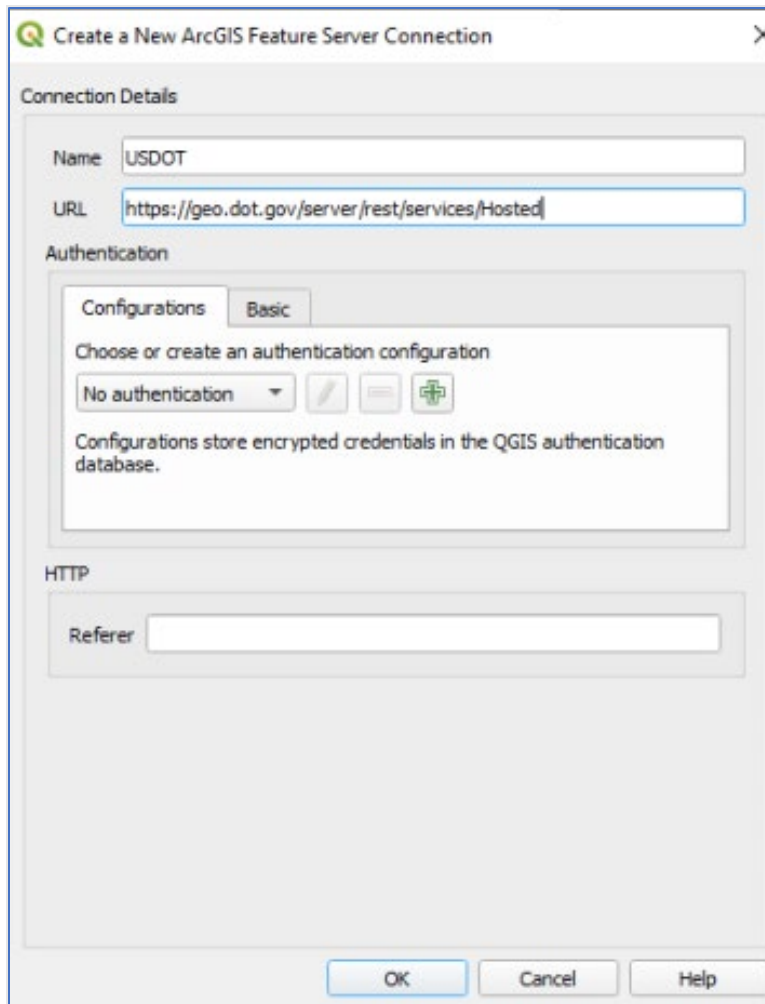 Create a New ArcGIS Feature Server Connection
Connection Details
Name USDOT
URL https://geo.dot.gov/server/rest/services/Hosted
Authentication
Configurations Basic
Choose or create an authentication configuration
No authentication
Configurations store encrypted credentials in the QGIS authentication
database.
HTTP
Referer
OK Cancel Help